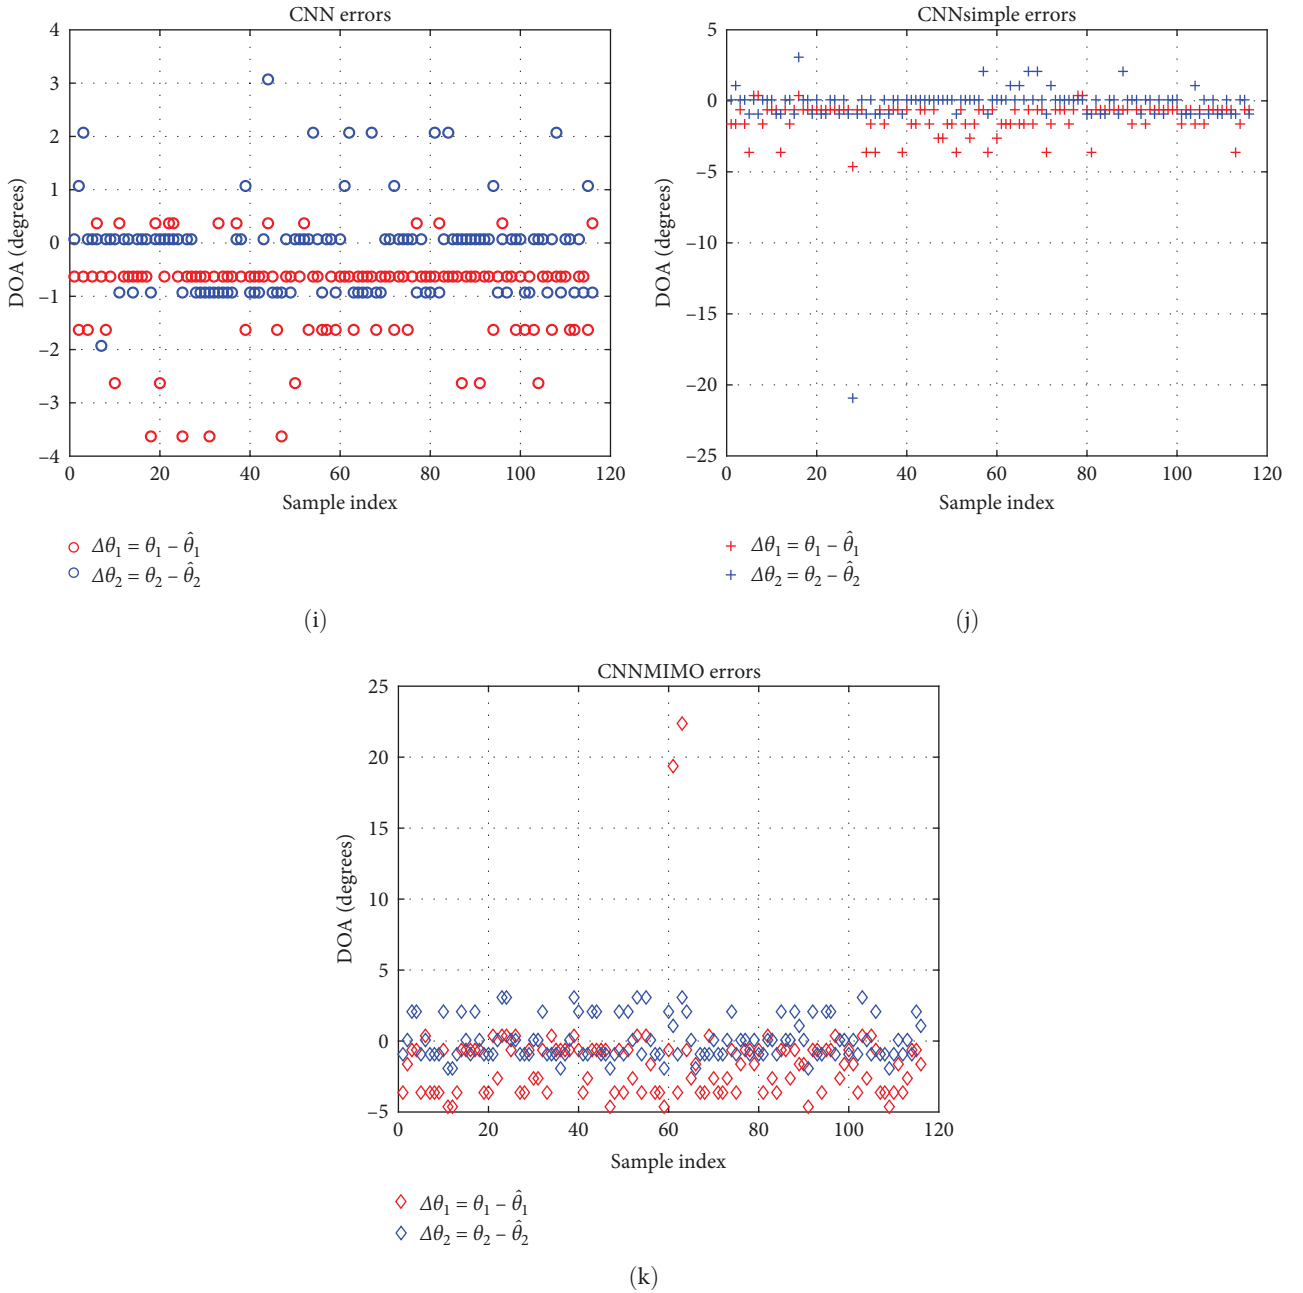 CNN errors
4
3
2
1
0
−1
−2
−3
−4
DOA (degrees)
0 20 40 60 80 100 120
Sample index
Δθ1 = θ1 – θ̂1
Δθ2 = θ2 – θ̂2
(i)
CNNsimple errors
5
0
−5
−10
−15
−20
−25
DOA (degrees)
0 20 40 60 80 100 120
Sample index
Δθ1 = θ1 – θ̂1
Δθ2 = θ2 – θ̂2
(j)
CNNMIMO errors
25
20
15
10
5
0
−5
DOA (degrees)
0 20 40 60 80 100 120
Sample index
Δθ1 = θ1 – θ̂1
Δθ2 = θ2 – θ̂2
(k)